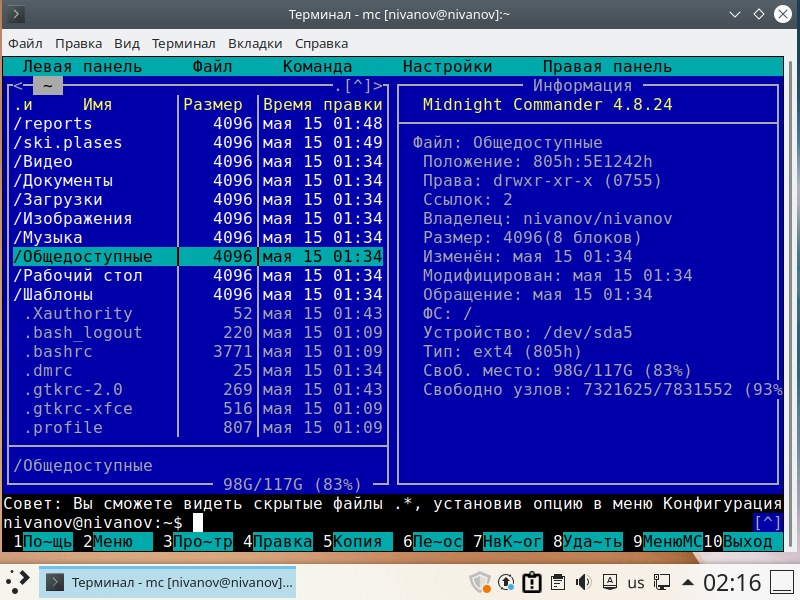 Терминал - mc [nivanov@nivanov]:~
Файл Правка Вид Терминал Вкладки Справка
Левая панель Файл Команда Настройки Правая панель
<— ~ .[^]>
.и Имя Размер Время правки
/reports 4096 мая 15 01:48
/ski.plases 4096 мая 15 01:49
/Видео 4096 мая 15 01:34
/Документы 4096 мая 15 01:34
/Загрузки 4096 мая 15 01:34
/Изображения 4096 мая 15 01:34
/Музыка 4096 мая 15 01:34
/Общедоступные 4096 мая 15 01:34
/Рабочий стол 4096 мая 15 01:34
/Шаблоны 4096 мая 15 01:34
.Xauthority 52 мая 15 01:43
.bash_logout 220 мая 15 01:09
.bashrc 3771 мая 15 01:09
.dmrc 25 мая 15 01:34
.gtkrc-2.0 269 мая 15 01:43
.gtkrc-xfce 516 мая 15 01:09
.profile 807 мая 15 01:09
/Общедоступные
98G/117G (83%)
Информация
Midnight Commander 4.8.24
Файл: Общедоступные
Положение: 805h:5E1242h
Права: drwxr-xr-x (0755)
Ссылок: 2
Владелец: nivanov/nivanov
Размер: 4096(8 блоков)
Изменён: мая 15 01:34
Модифицирован: мая 15 01:34
Обращение: мая 15 01:34
ФС: /
Устройство: /dev/sda5
Тип: ext4 (805h)
Своб. место: 98G/117G (83%)
Свободно узлов: 7321625/7831552 (93%
Совет: Вы сможете видеть скрытые файлы .*, установив опцию в меню Конфигурация
nivanov@nivanov:~$ [^]
1По~щь 2Меню 3Про~тр 4Правка 5Копия 6Пе~ос 7НвК~ог 8Уда~ть 9МенюМС 10Выход
Терминал - mc [nivanov@nivanov]... us 02:16